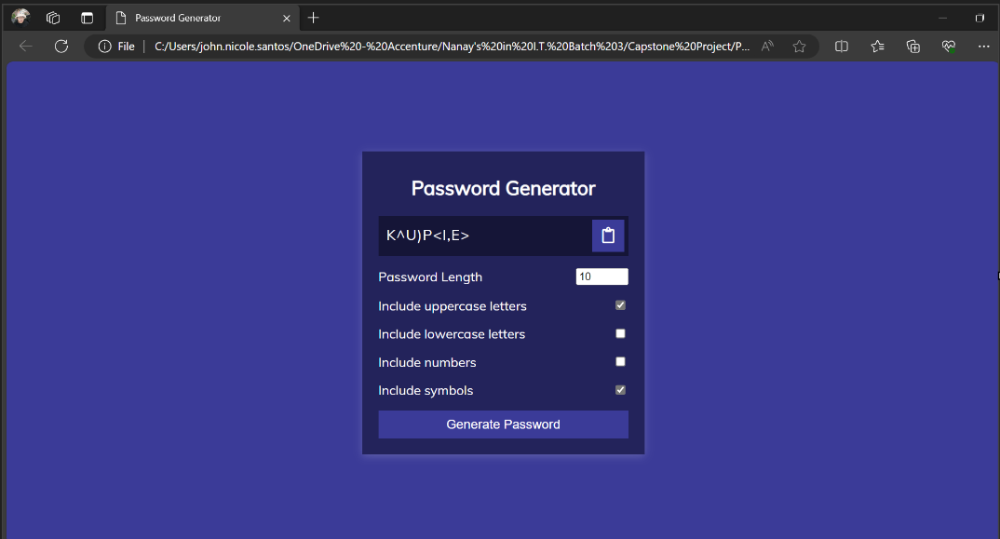 Password Generator
File
C:/Users/john.nicole.santos/OneDrive%20-%20Accenture/Nanay's%20in%20I.T.%20Batch%203/Capstone%20Project/P...
Password Generator
K^U)P<I,E>
Password Length
10
Include uppercase letters
Include lowercase letters
Include numbers
Include symbols
Generate Password